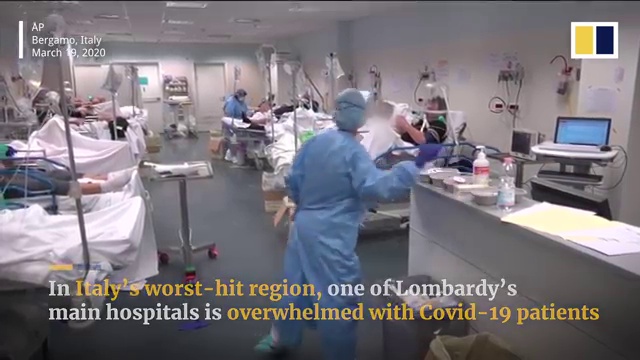 AP
Bergamo, Italy
March 19, 2020
In Italy's worst-hit region, one of Lombardy's
main hospitals is overwhelmed with Covid-19 patients